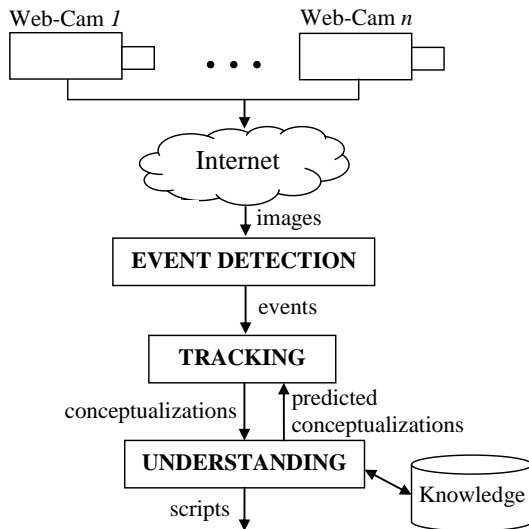 Web-Cam 1
Web-Cam n
Internet
images
EVENT DETECTION
events
TRACKING
conceptualizations
predicted
conceptualizations
UNDERSTANDING
Knowledge
scripts